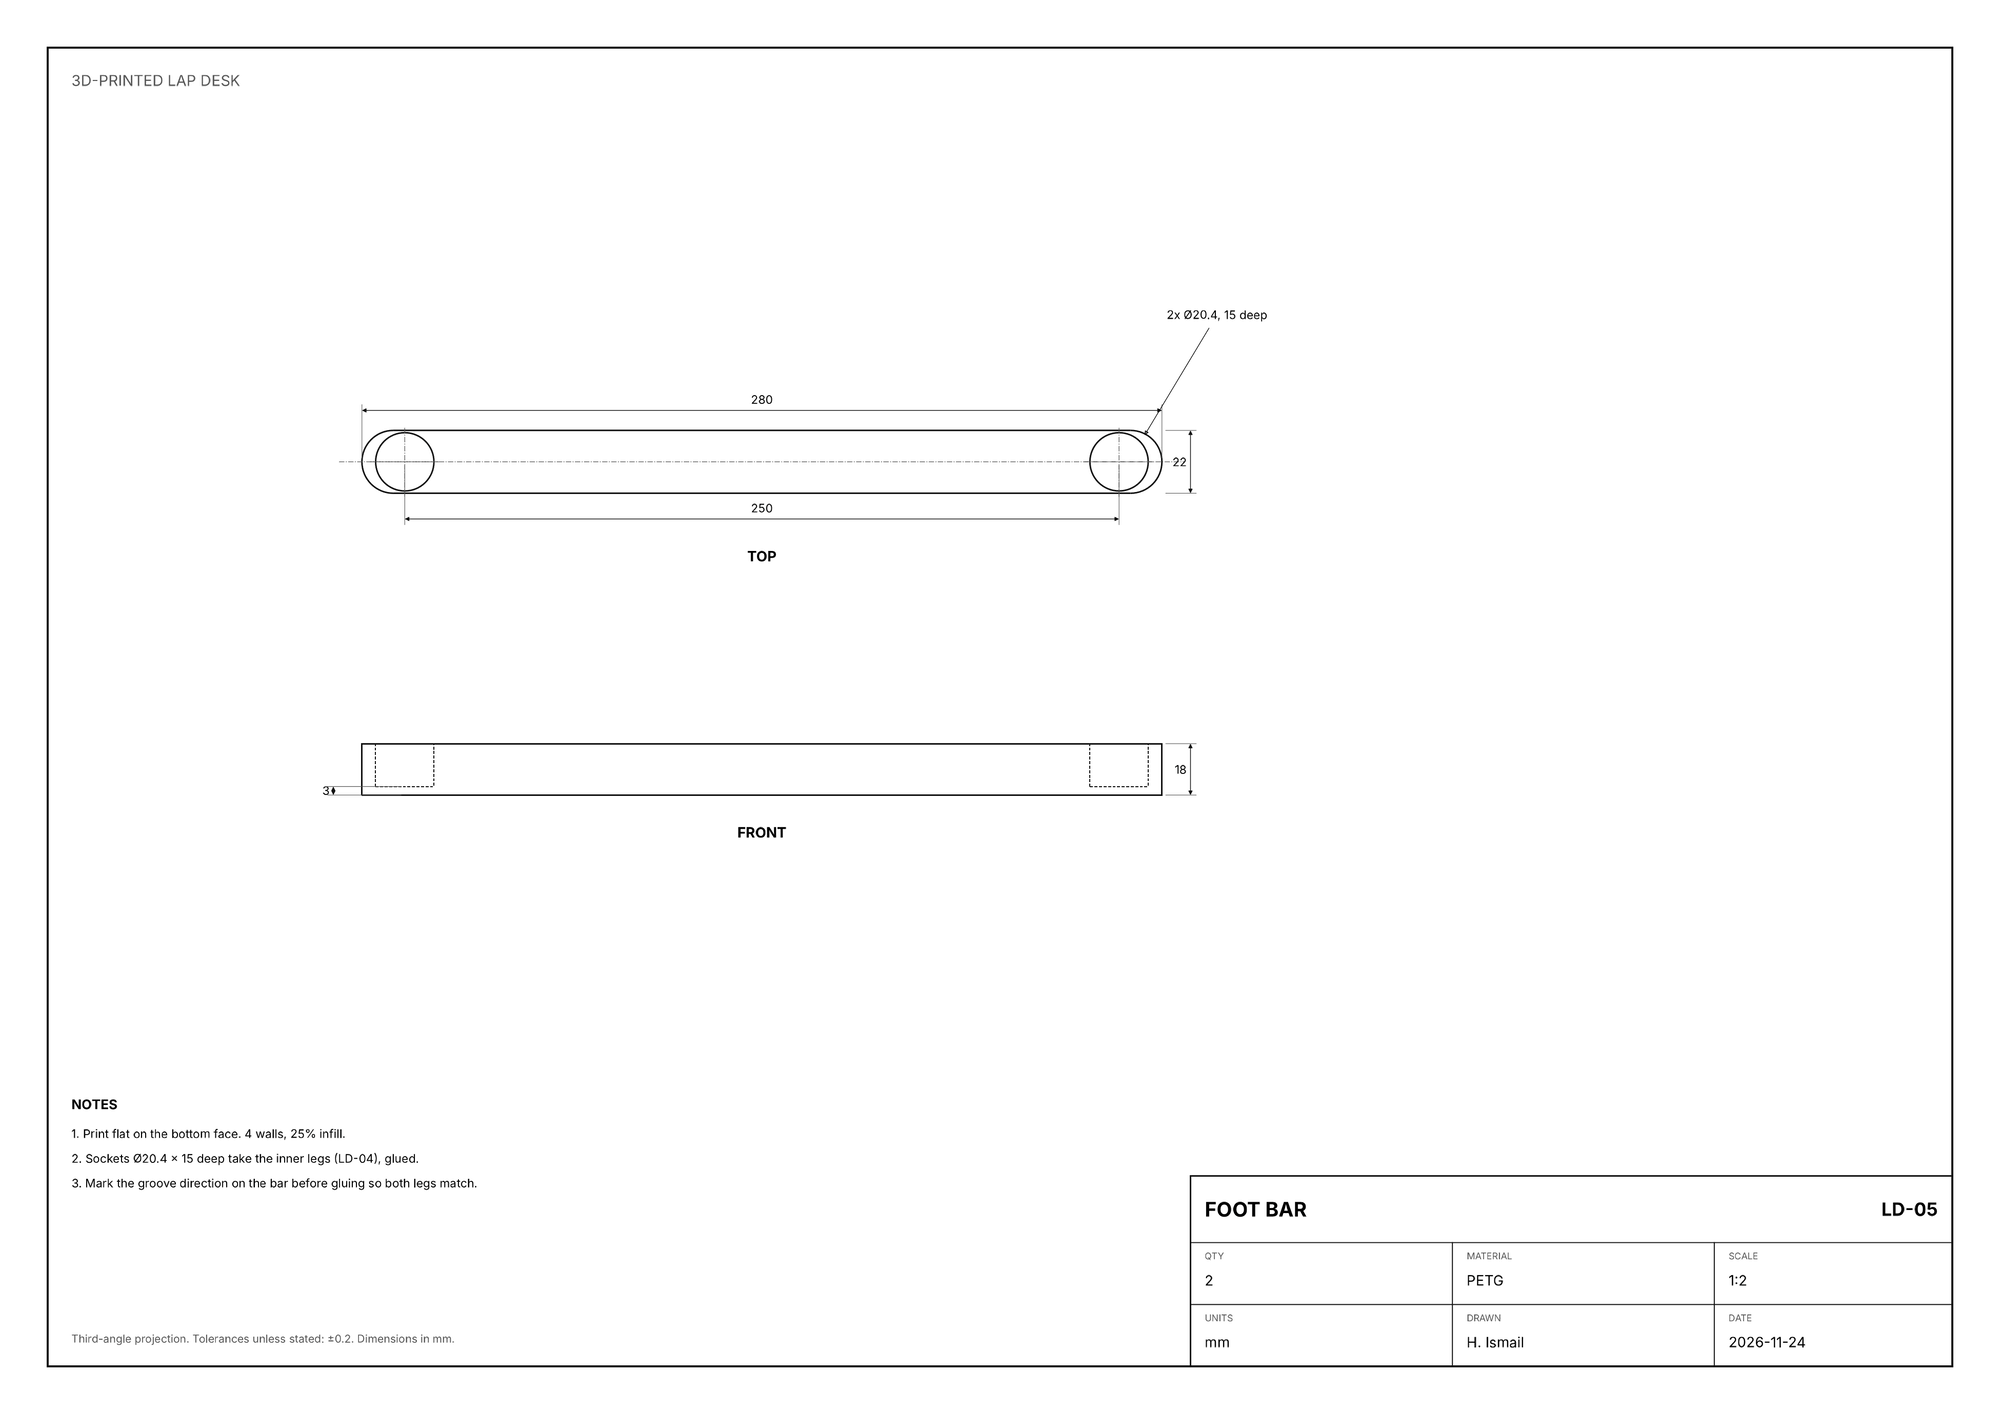 3D-PRINTED LAP DESK
2x Ø20.4, 15 deep
280
22
250
TOP
18
3
FRONT
NOTES
1. Print flat on the bottom face. 4 walls, 25% infill.
2. Sockets Ø20.4 × 15 deep take the inner legs (LD-04), glued.
3. Mark the groove direction on the bar before gluing so both legs match.
Third-angle projection. Tolerances unless stated: ±0.2. Dimensions in mm.
FOOT BAR LD-05
QTY MATERIAL SCALE
2 PETG 1:2
UNITS DRAWN DATE
mm H. Ismail 2026-11-24